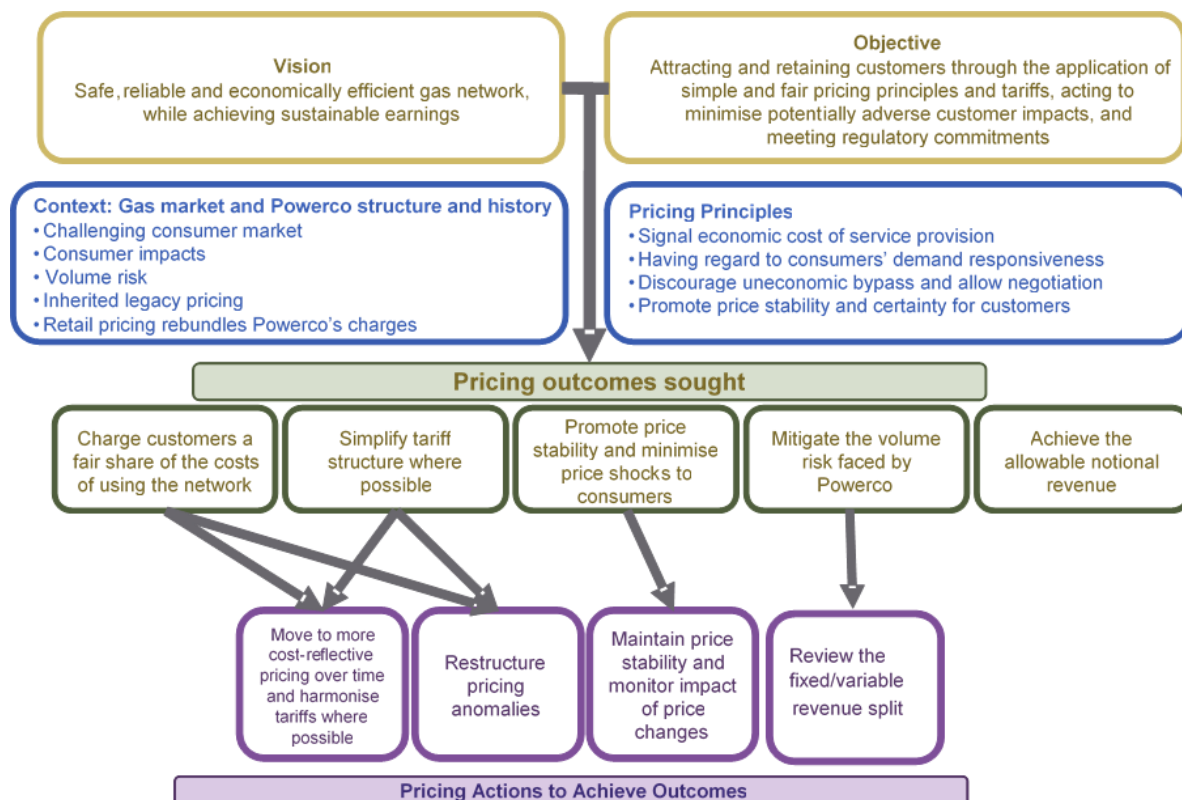 Vision
Safe, reliable and economically efficient gas network,
while achieving sustainable earnings
Objective
Attracting and retaining customers through the application of
simple and fair pricing principles and tariffs, acting to
minimise potentially adverse customer impacts, and
meeting regulatory commitments
Context: Gas market and Powerco structure and history
• Challenging consumer market
• Consumer impacts
• Volume risk
• Inherited legacy pricing
• Retail pricing rebundles Powerco's charges
Pricing Principles
• Signal economic cost of service provision
• Having regard to consumers' demand responsiveness
• Discourage uneconomic bypass and allow negotiation
• Promote price stability and certainty for customers
Pricing outcomes sought
Charge customers a
fair share of the costs
of using the network
Simplify tariff
structure where
possible
Promote price
stability and minimise
price shocks to
consumers
Mitigate the volume
risk faced by
Powerco
Achieve the
allowable notional
revenue
Move to more
cost-reflective
pricing over time
and harmonise
tariffs where
possible
Restructure
pricing
anomalies
Maintain price
stability and
monitor impact
of price
changes
Review the
fixed/variable
revenue split
Pricing Actions to Achieve Outcomes